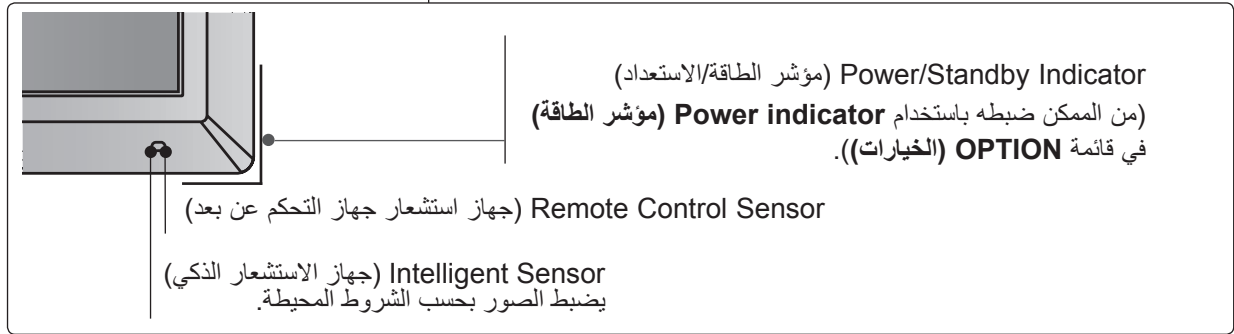 Power/Standby Indicator (مؤشر الطاقة/الاستعداد)
(من الممكن ضبطه باستخدام Power indicator (مؤشر الطاقة)
في قائمة OPTION (الخيارات)).
Remote Control Sensor (جهاز استشعار جهاز التحكم عن بعد)
Intelligent Sensor (جهاز الاستشعار الذكي)
يضبط الصور بحسب الشروط المحيطة.